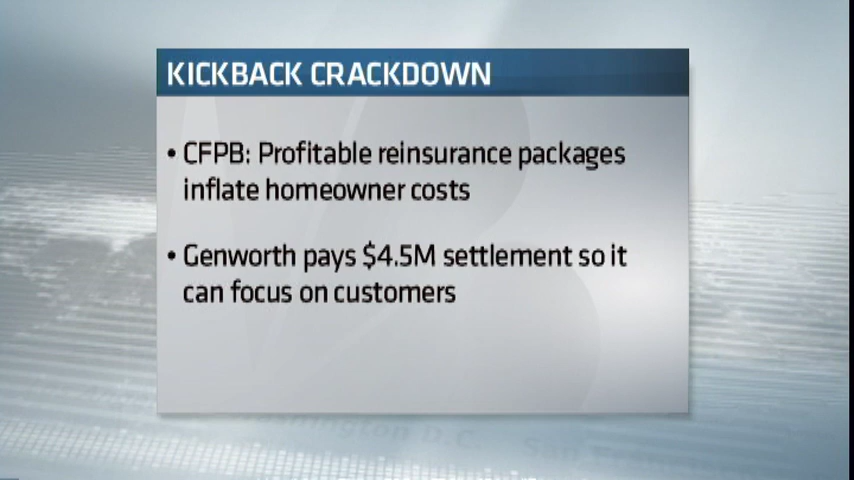 KICKBACK CRACKDOWN
• CFPB: Profitable reinsurance packages
inflate homeowner costs
• Genworth pays $4.5M settlement so it
can focus on customers
Washington D.C.